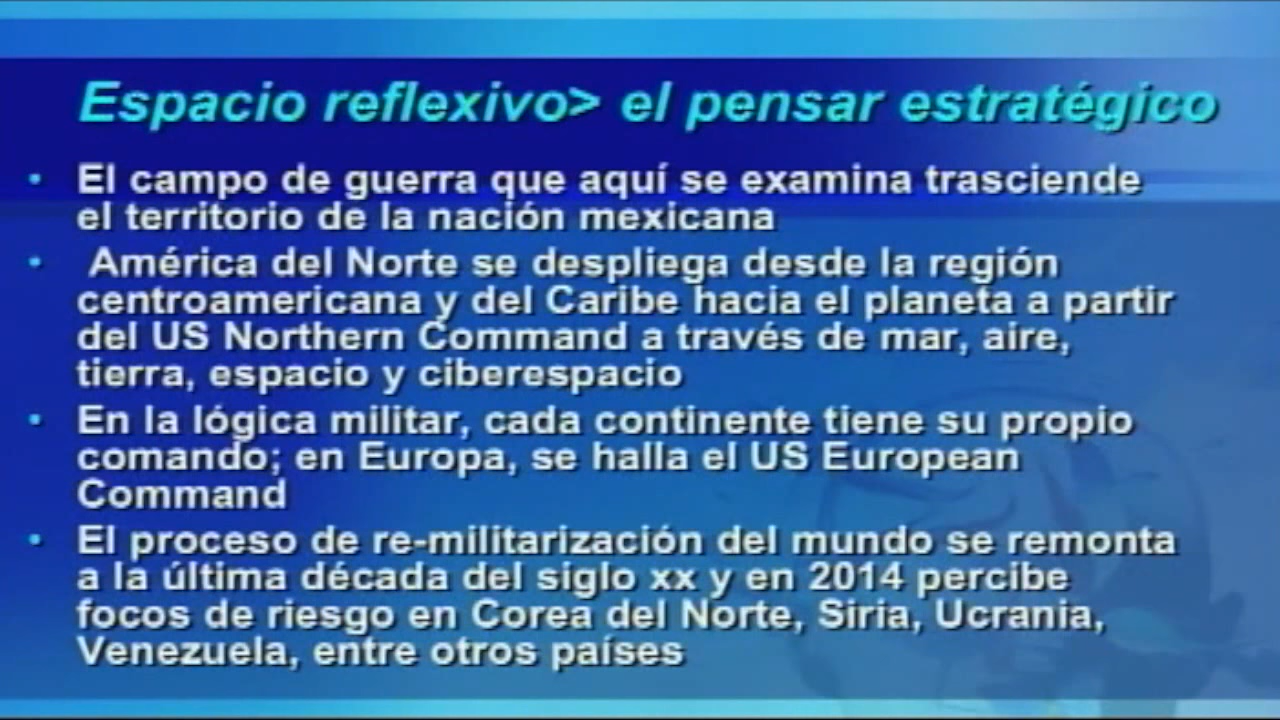 Espacio reflexivo> el pensar estratégico
• El campo de guerra que aquí se examina trasciende
el territorio de la nación mexicana
• América del Norte se despliega desde la región
centroamericana y del Caribe hacia el planeta a partir
del US Northern Command a través de mar, aire,
tierra, espacio y ciberespacio
• En la lógica militar, cada continente tiene su propio
comando; en Europa, se halla el US European
Command
• El proceso de re-militarización del mundo se remonta
a la última década del siglo xx y en 2014 percibe
focos de riesgo en Corea del Norte, Siria, Ucrania,
Venezuela, entre otros países